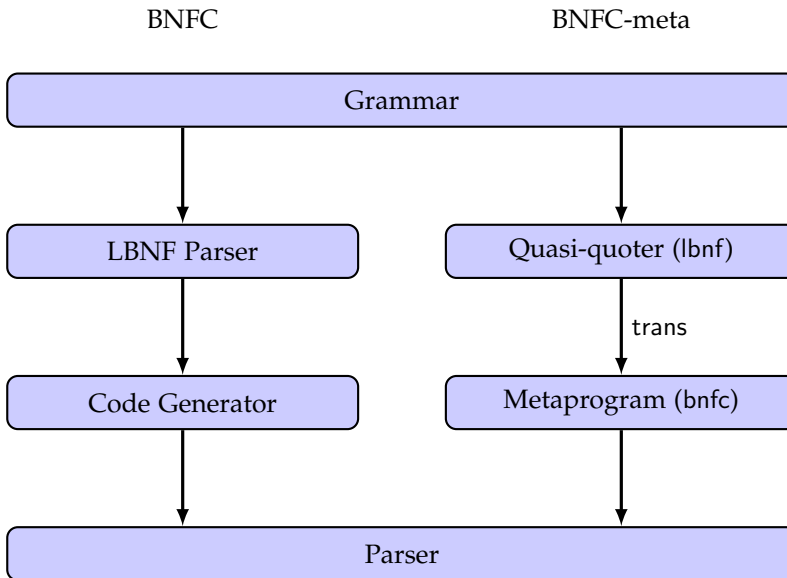 BNFC
BNFC-meta
Grammar
LBNF Parser
Quasi-quoter (lbnf)
trans
Code Generator
Metaprogram (bnfc)
Parser